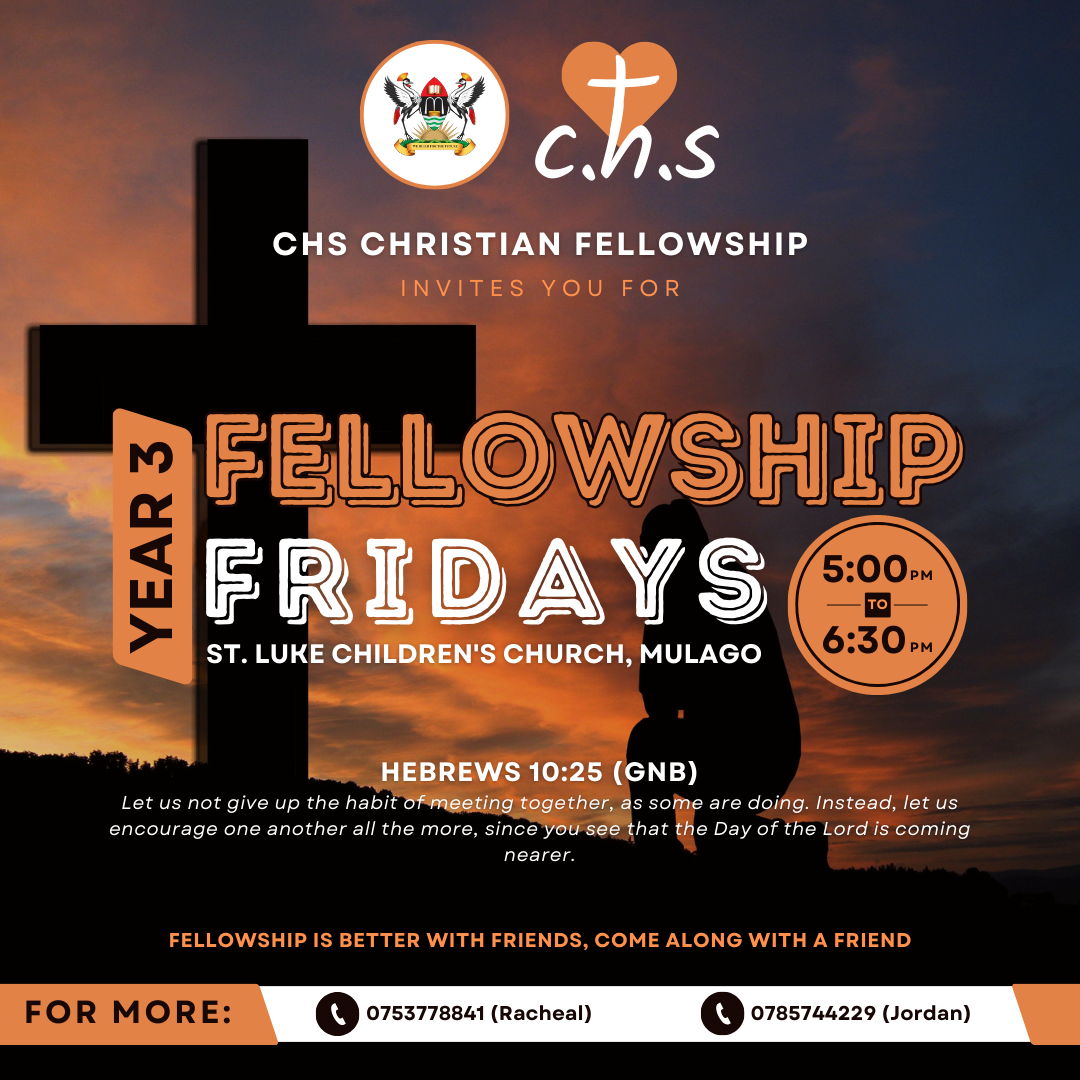 c.h.s
CHS CHRISTIAN FELLOWSHIP
INVITES YOU FOR
YEAR 3
FELLOWSHIP
FRIDAYS
ST. LUKE CHILDREN'S CHURCH, MULAGO
5:00 PM
TO
6:30 PM
HEBREWS 10:25 (GNB)
Let us not give up the habit of meeting together, as some are doing. Instead, let us
encourage one another all the more, since you see that the Day of the Lord is coming
nearer.
FELLOWSHIP IS BETTER WITH FRIENDS, COME ALONG WITH A FRIEND
FOR MORE:
0753778841 (Racheal)
0785744229 (Jordan)